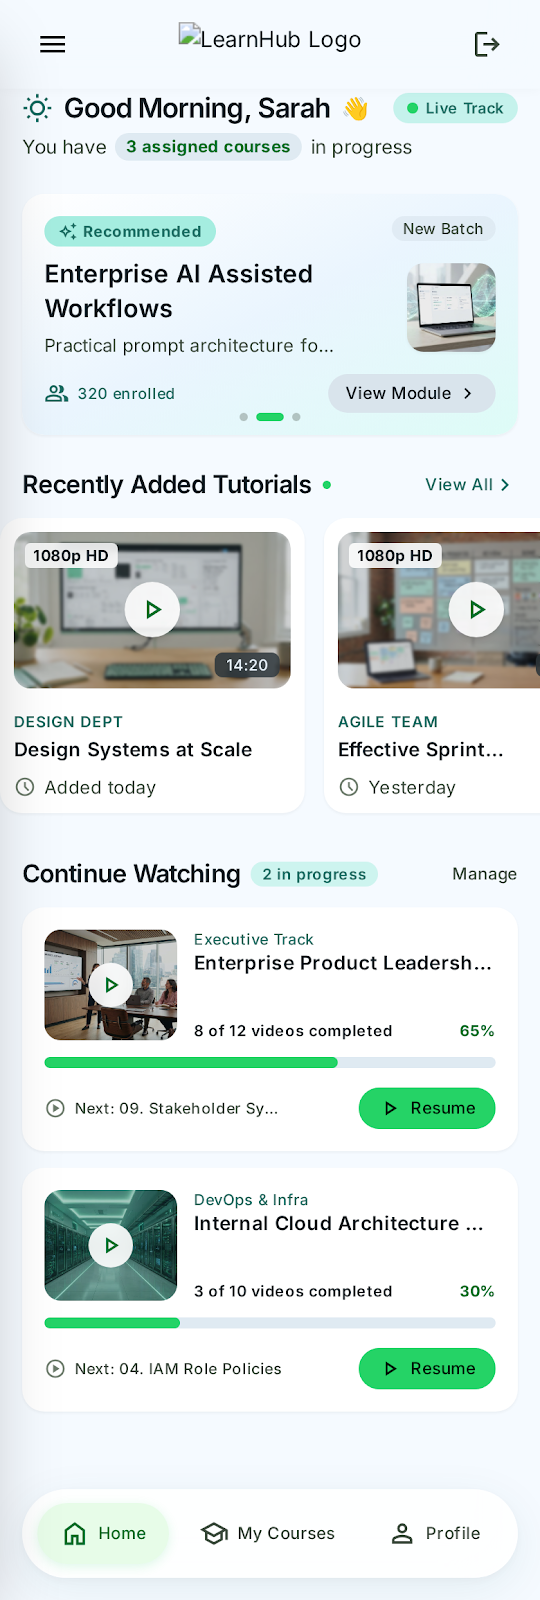 LearnHub Logo
Good Morning, Sarah 👋
Live Track
You have 3 assigned courses in progress
Recommended
New Batch
Enterprise AI Assisted
Workflows
Practical prompt architecture fo...
320 enrolled
View Module
Recently Added Tutorials
View All
1080p HD
14:20
DESIGN DEPT
Design Systems at Scale
Added today
1080p HD
AGILE TEAM
Effective Sprint...
Yesterday
Continue Watching
2 in progress
Manage
Executive Track
Enterprise Product Leadersh...
8 of 12 videos completed
65%
Next: 09. Stakeholder Sy...
Resume
DevOps & Infra
Internal Cloud Architecture ...
3 of 10 videos completed
30%
Next: 04. IAM Role Policies
Resume
Home
My Courses
Profile